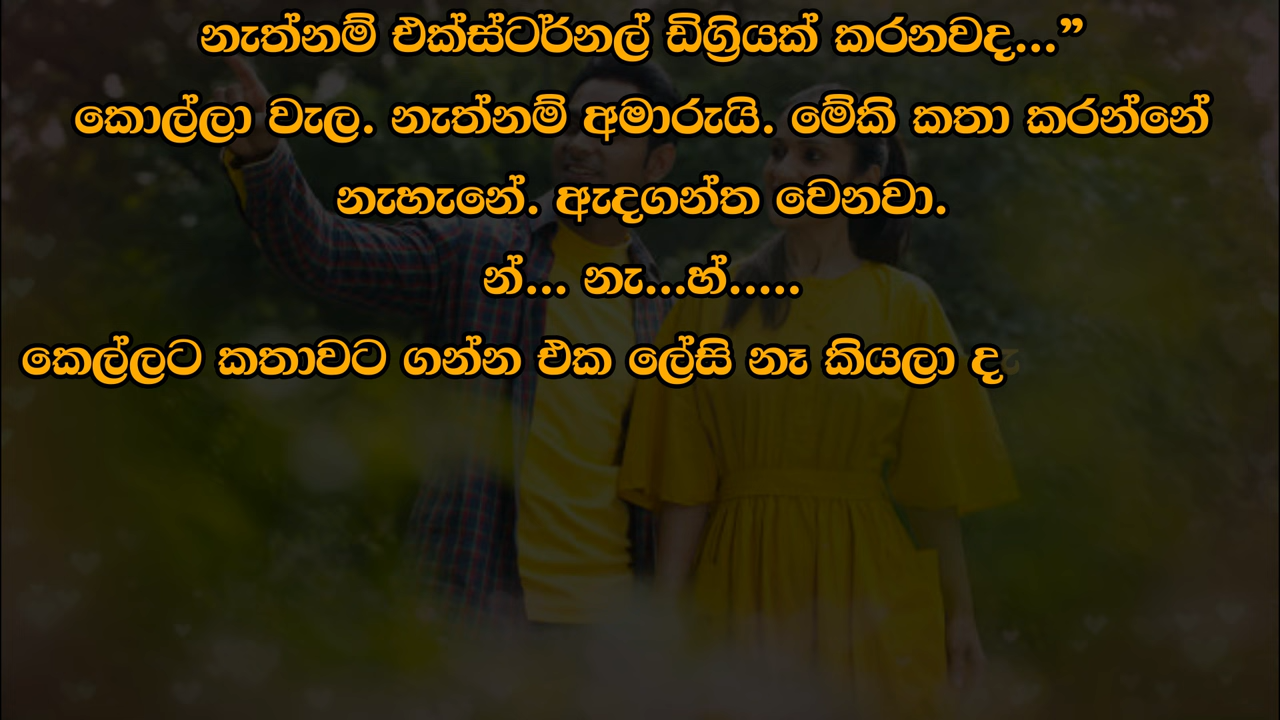 නැත්නම් එක්ස්ටර්නල් ඩිග්‍රියක් කරනවද...”
කොල්ලා වැල. නැත්නම් අමාරුයි. මේකි කතා කරන්නේ
නැහැනේ. ඇදගන්ත වෙනවා.
න්... නැ...හ්.....
කෙල්ලට කතාවට ගන්න එක ලේසි නෑ කියලා දැ